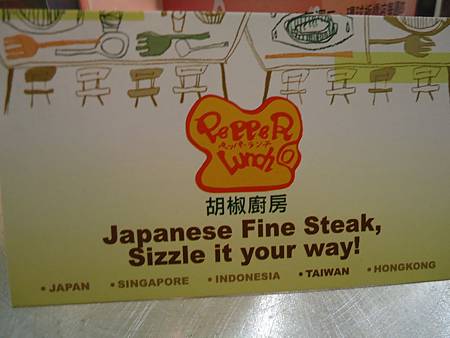 PePPeR
ペッパーランチ
Lunch
胡椒廚房
Japanese Fine Steak,
Sizzle it your way!
• JAPAN • SINGAPORE • INDONESIA • TAIWAN • HONGKONG